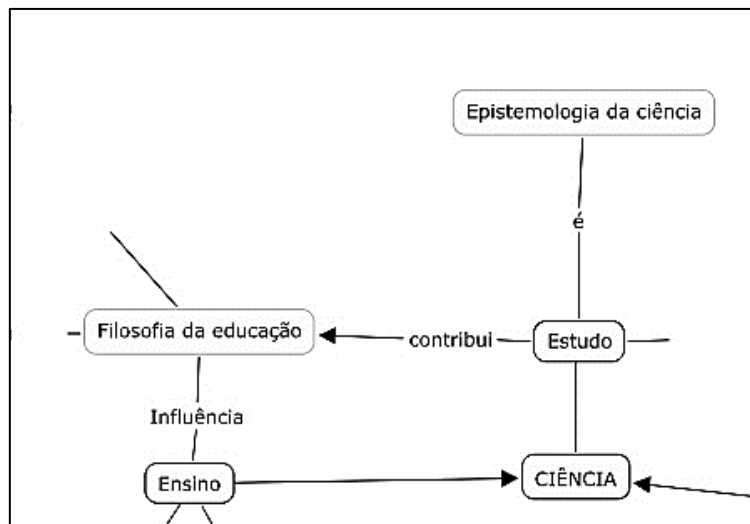 Epistemologia da ciência
é
Filosofia da educação
contribui
Estudo
Influência
Ensino
CIÊNCIA